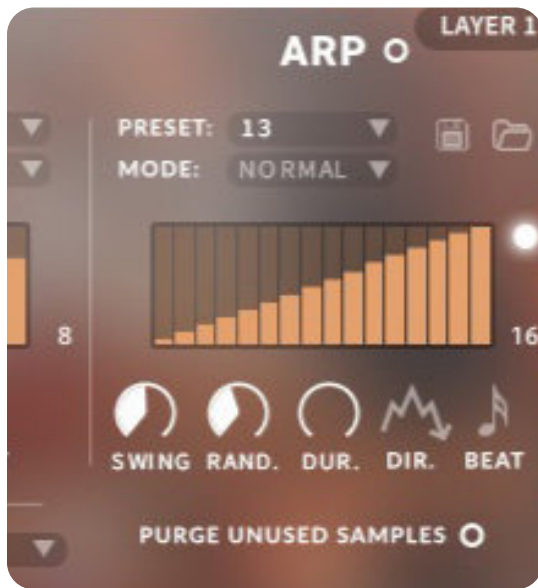 LAYER 1
ARP
PRESET: 13
MODE: NORMAL
8
16
SWING RAND. DUR. DIR. BEAT
PURGE UNUSED SAMPLES